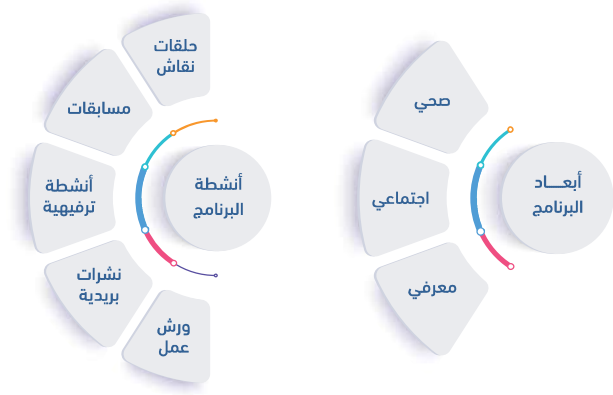 أبعـــاد
البرنامج
صحي
اجتماعي
معرفي
أنشطة
البرنامج
حلقات
نقاش
مسابقات
أنشطة
ترفيهية
نشرات
بريدية
ورش
عمل